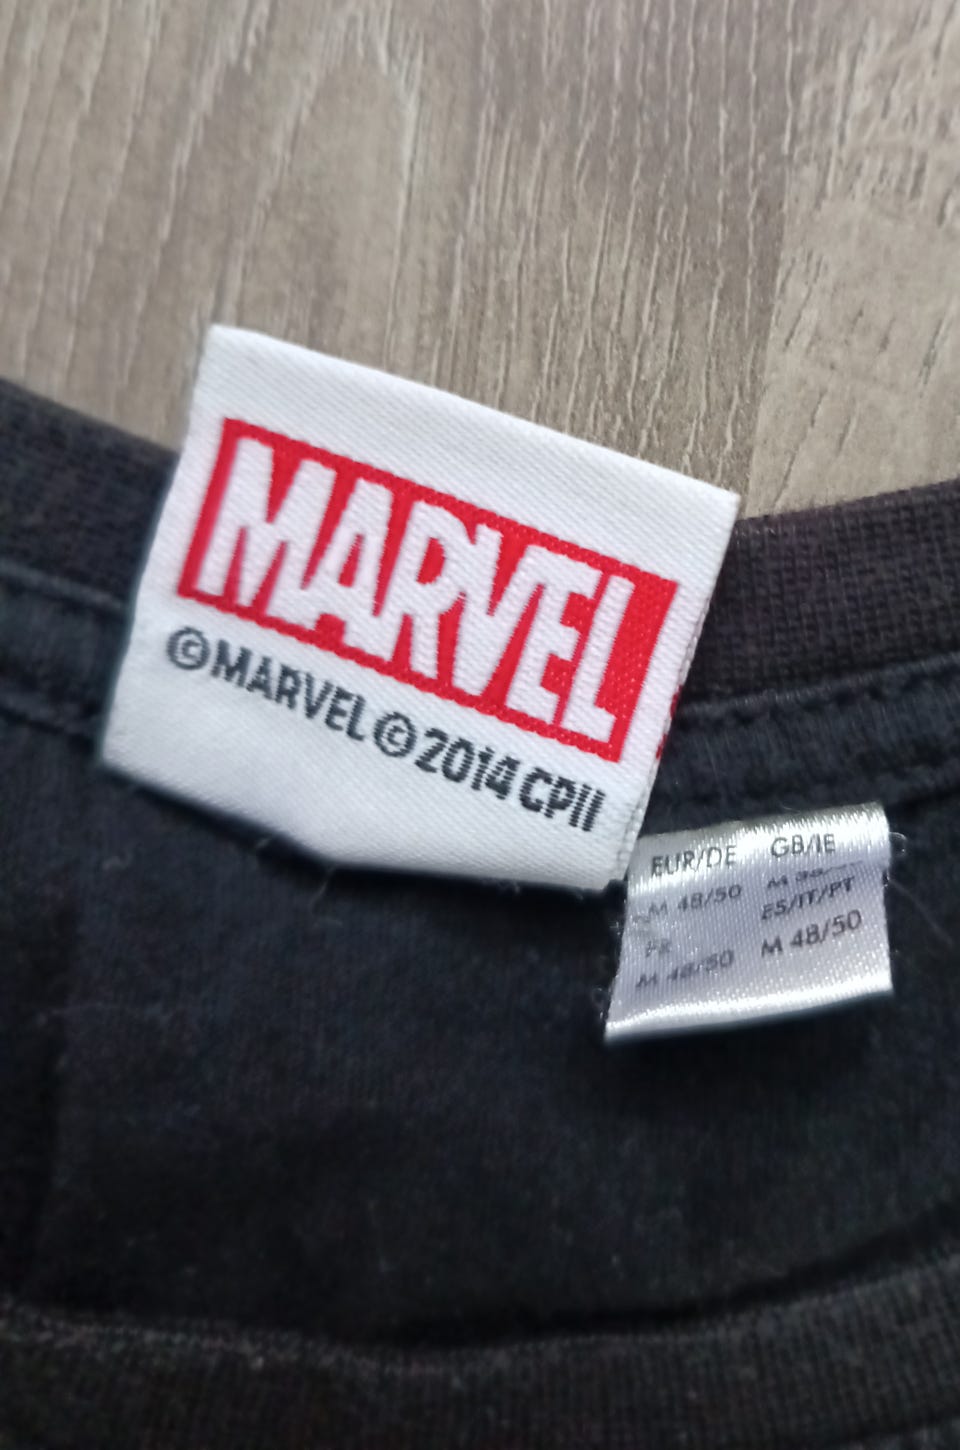 MARVEL
©MARVEL©2014 CPII
EUR/DE GB/IE
M 48/50 M
ES/IT/PT
FR
M 48/50 M 48/50